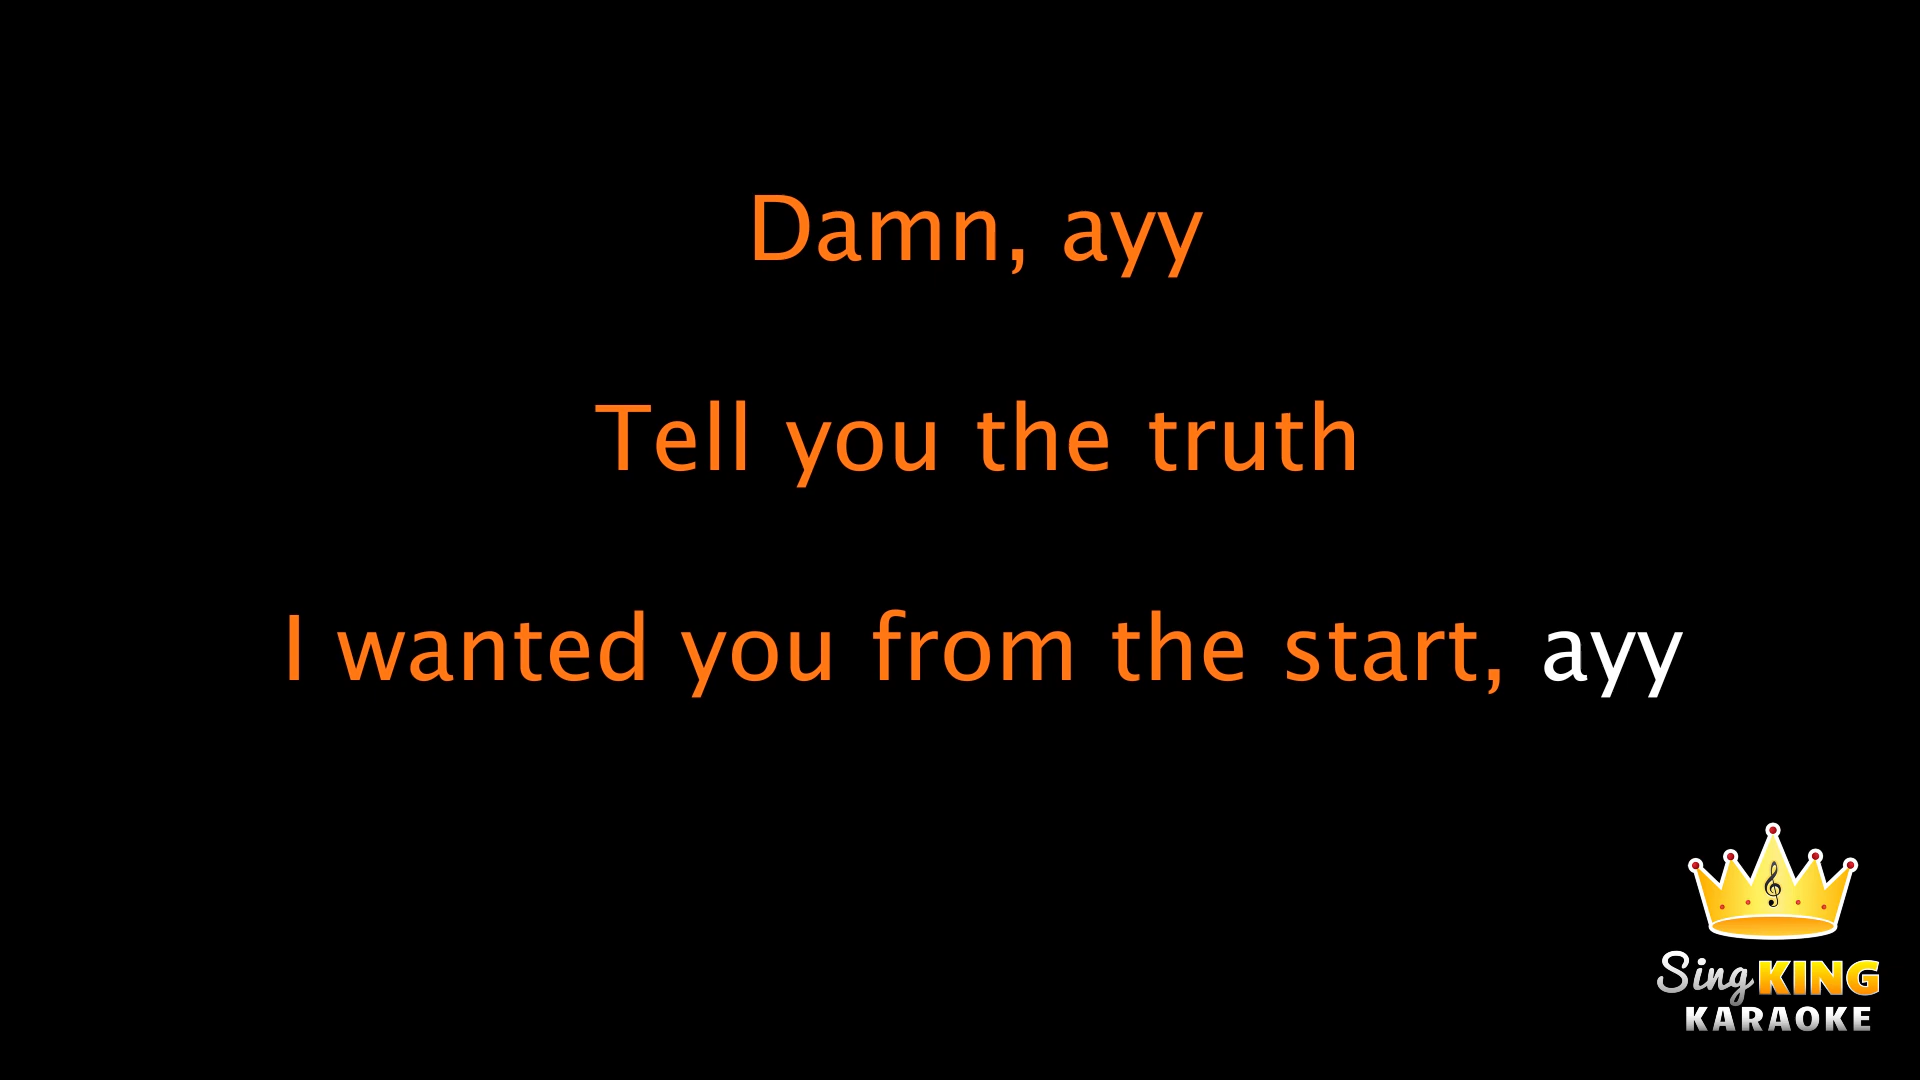 Damn, ayy
Tell you the truth
I wanted you from the start, ayy
Sing KING
KARAOKE